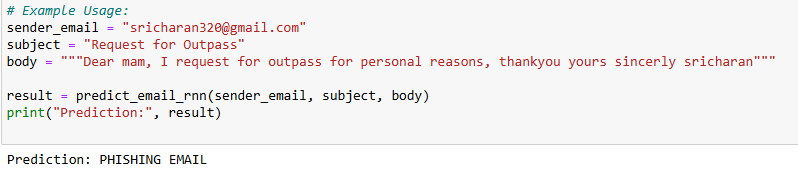 # Example Usage:
sender_email = "sricharan320@gmail.com"
subject = "Request for Outpass"
body = """Dear mam, I request for outpass for personal reasons, thankyou yours sincerly sricharan"""
result = predict_email_rnn(sender_email, subject, body)
print("Prediction:", result)
Prediction: PHISHING EMAIL